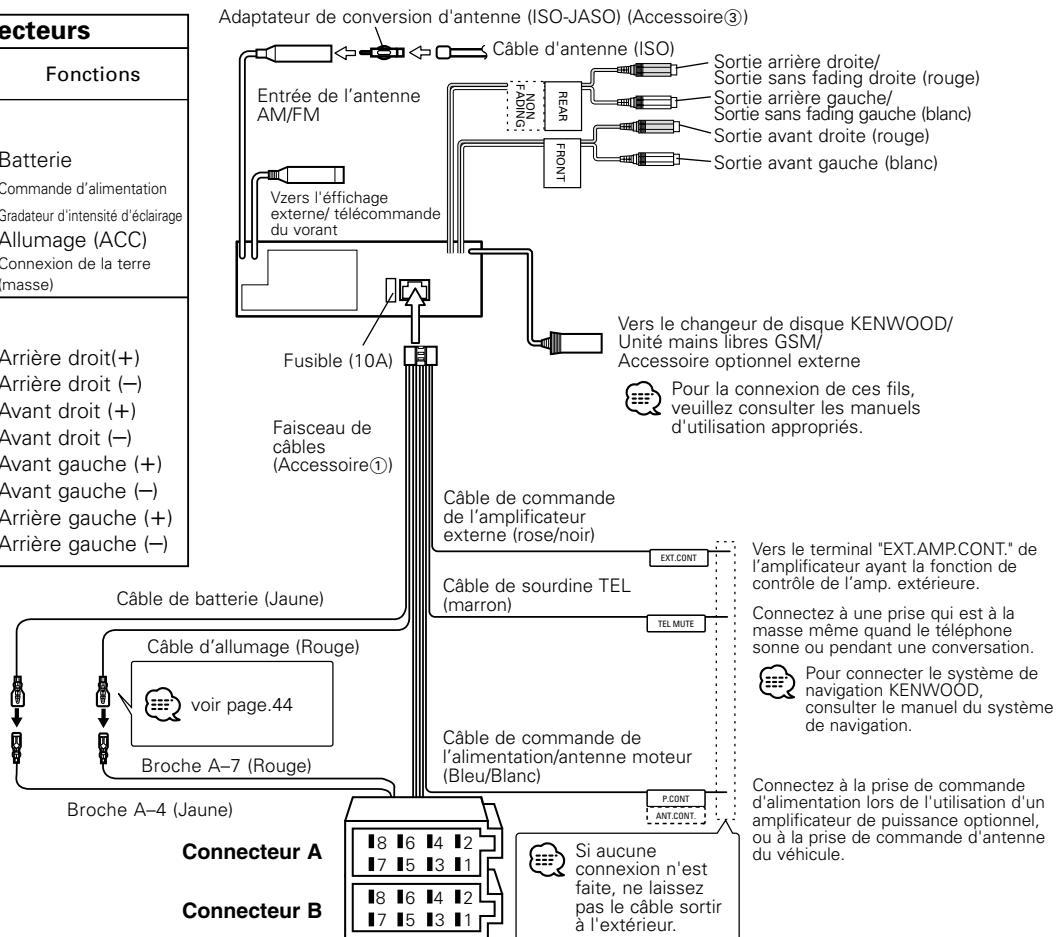 ecteurs
Fonctions
Batterie
Commande d'alimentation
Gradateur d'intensité d'éclairage
Allumage (ACC)
Connexion de la terre
(masse)
Arrière droit(+)
Arrière droit (−)
Avant droit (+)
Avant droit (−)
Avant gauche (+)
Avant gauche (−)
Arrière gauche (+)
Arrière gauche (−)
Adaptateur de conversion d'antenne (ISO-JASO) (Accessoire③)
Câble d'antenne (ISO)
Entrée de l'antenne
AM/FM
NON
FADING
REAR
FRONT
Sortie arrière droite/
Sortie sans fading droite (rouge)
Sortie arrière gauche/
Sortie sans fading gauche (blanc)
Sortie avant droite (rouge)
Sortie avant gauche (blanc)
Vzers l'éffichage
externe/ télécommande
du vorant
Fusible (10A)
Vers le changeur de disque KENWOOD/
Unité mains libres GSM/
Accessoire optionnel externe
Pour la connexion de ces fils,
veuillez consulter les manuels
d'utilisation appropriés.
Faisceau de
câbles
(Accessoire①)
Câble de commande
de l'amplificateur
externe (rose/noir)
EXT.CONT
Vers le terminal "EXT.AMP.CONT." de
l'amplificateur ayant la fonction de
contrôle de l'amp. extérieure.
Câble de sourdine TEL
(marron)
TEL MUTE
Connectez à une prise qui est à la
masse même quand le téléphone
sonne ou pendant une conversation.
Pour connecter le système de
navigation KENWOOD,
consulter le manuel du système
de navigation.
Câble de batterie (Jaune)
Câble d'allumage (Rouge)
voir page.44
Broche A–7 (Rouge)
Broche A–4 (Jaune)
Câble de commande de
l'alimentation/antenne moteur
(Bleu/Blanc)
P.CONT
ANT.CONT.
Connectez à la prise de commande
d'alimentation lors de l'utilisation d'un
amplificateur de puissance optionnel,
ou à la prise de commande d'antenne
du véhicule.
Connecteur A
8 6 4 2
7 5 3 1
Connecteur B
8 6 4 2
7 5 3 1
Si aucune
connexion n'est
faite, ne laissez
pas le câble sortir
à l'extérieur.